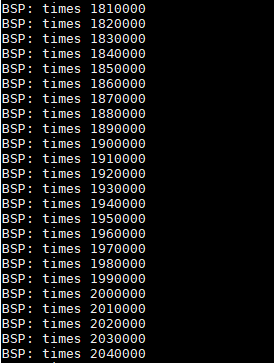 BSP: times 1810000
BSP: times 1820000
BSP: times 1830000
BSP: times 1840000
BSP: times 1850000
BSP: times 1860000
BSP: times 1870000
BSP: times 1880000
BSP: times 1890000
BSP: times 1900000
BSP: times 1910000
BSP: times 1920000
BSP: times 1930000
BSP: times 1940000
BSP: times 1950000
BSP: times 1960000
BSP: times 1970000
BSP: times 1980000
BSP: times 1990000
BSP: times 2000000
BSP: times 2010000
BSP: times 2020000
BSP: times 2030000
BSP: times 2040000